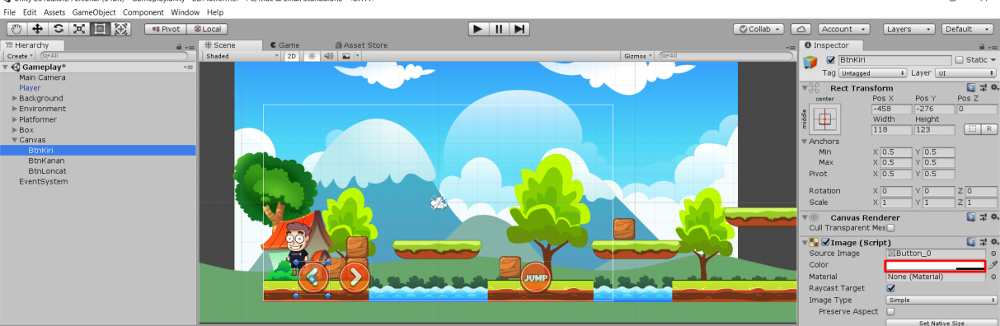 File Edit Assets GameObject Component Window Help
Pivot Local Collab Account Layers Default
Hierarchy # Scene Game Asset Store Inspector
Create All Shaded 2D Gizmos All BtnKiri Static
Gameplay* Tag Untagged Layer UI
Main Camera
Player Rect Transform
Background center Pos X Pos Y Pos Z
Environment middle -458 -276 0
Platformer Width Height
Box 118 123 R
Canvas Anchors
BtnKiri Min X 0.5 Y 0.5
BtnKanan Max X 0.5 Y 0.5
BtnLoncat Pivot X 0.5 Y 0.5
EventSystem
Rotation X 0 Y 0 Z 0
Scale X 1 Y 1 Z 1
Canvas Renderer
Cull Transparent Mes
Image (Script)
Source Image Button_0
Color
JUMP Material None (Material)
Raycast Target
Image Type Simple
Preserve Aspect
Set Native Size